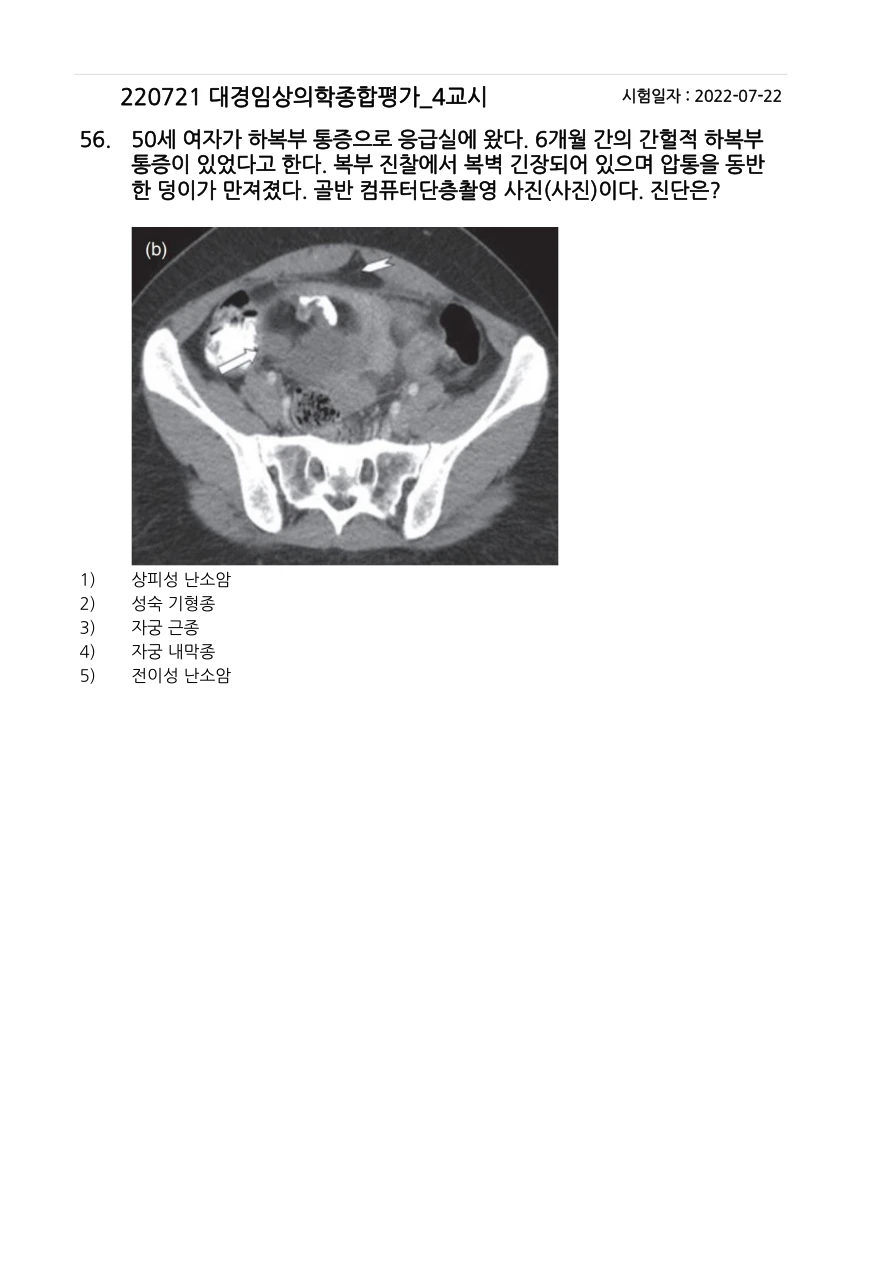 220721 대경임상의학종합평가_4교시
시험일자 : 2022-07-22
56. 50세 여자가 하복부 통증으로 응급실에 왔다. 6개월 간의 간헐적 하복부
통증이 있었다고 한다. 복부 진찰에서 복벽 긴장되어 있으며 압통을 동반
한 덩이가 만져졌다. 골반 컴퓨터단층촬영 사진(사진)이다. 진단은?
(b)
1) 상피성 난소암
2) 성숙 기형종
3) 자궁 근종
4) 자궁 내막종
5) 전이성 난소암